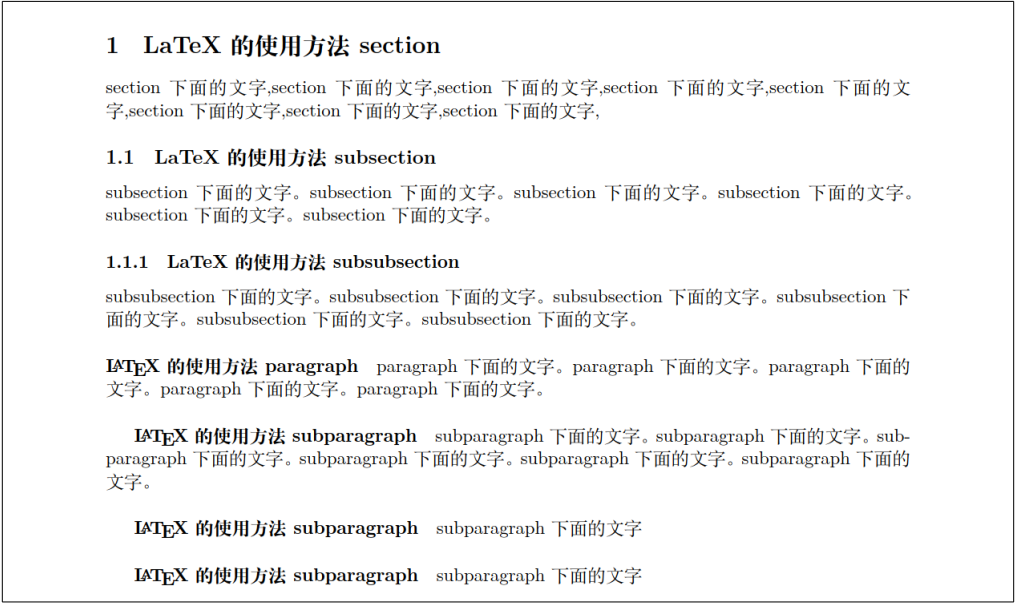 1 LaTeX 的使用方法 section
section 下面的文字,section 下面的文字,section 下面的文字,section 下面的文字,section 下面的文
字,section 下面的文字,section 下面的文字,section 下面的文字,
1.1 LaTeX 的使用方法 subsection
subsection 下面的文字。subsection 下面的文字。subsection 下面的文字。subsection 下面的文字。
subsection 下面的文字。subsection 下面的文字。
1.1.1 LaTeX 的使用方法 subsubsection
subsubsection 下面的文字。subsubsection 下面的文字。subsubsection 下面的文字。subsubsection 下
面的文字。subsubsection 下面的文字。subsubsection 下面的文字。
LATEX 的使用方法 paragraph paragraph 下面的文字。paragraph 下面的文字。paragraph 下面的
文字。paragraph 下面的文字。paragraph 下面的文字。
LATEX 的使用方法 subparagraph subparagraph 下面的文字。subparagraph 下面的文字。sub-
paragraph 下面的文字。subparagraph 下面的文字。subparagraph 下面的文字。subparagraph 下面的
文字。
LATEX 的使用方法 subparagraph subparagraph 下面的文字
LATEX 的使用方法 subparagraph subparagraph 下面的文字